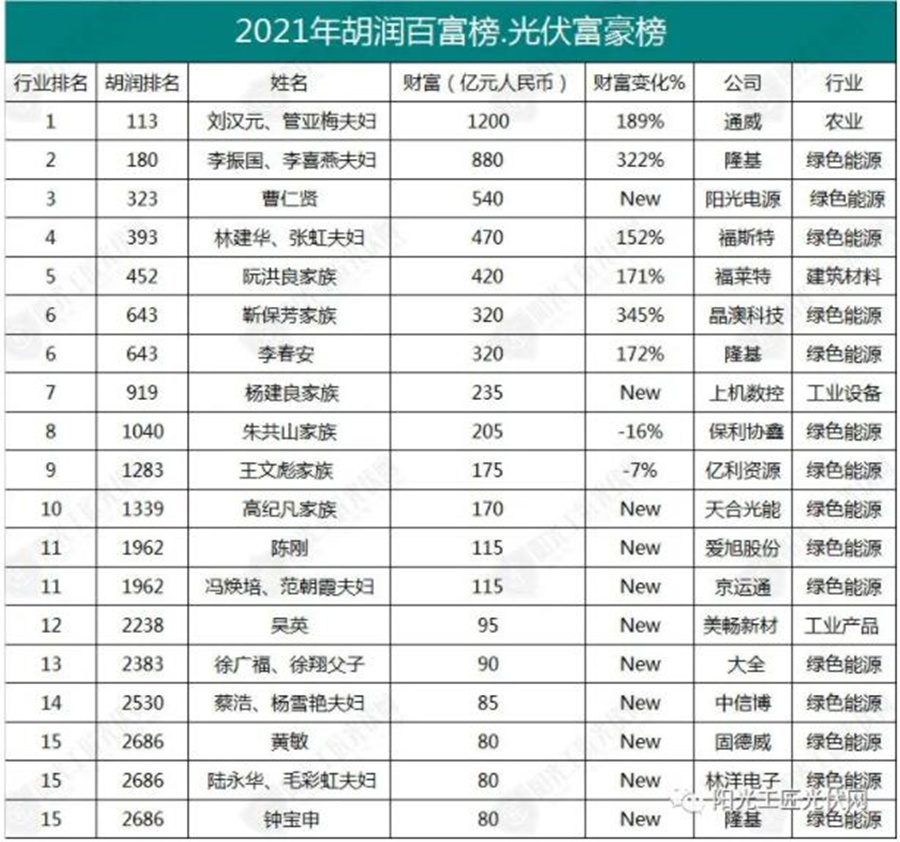 2021年胡润百富榜.光伏富豪榜
行业排名 胡润排名 姓名 财富（亿元人民币） 财富变化% 公司 行业
1 113 刘汉元、管亚梅夫妇 1200 189% 通威 农业
2 180 李振国、李喜燕夫妇 880 322% 隆基 绿色能源
3 323 曹仁贤 540 New 阳光电源 绿色能源
4 393 林建华、张虹夫妇 470 152% 福斯特 绿色能源
5 452 阮洪良家族 420 171% 福莱特 建筑材料
6 643 靳保芳家族 320 345% 晶澳科技 绿色能源
6 643 李春安 320 172% 隆基 绿色能源
7 919 杨建良家族 235 New 上机数控 工业设备
8 1040 朱共山家族 205 -16% 保利协鑫 绿色能源
9 1283 王文彪家族 175 -7% 亿利资源 绿色能源
10 1339 高纪凡家族 170 New 天合光能 绿色能源
11 1962 陈刚 115 New 爱旭股份 绿色能源
11 1962 冯焕培、范朝霞夫妇 115 New 京运通 绿色能源
12 2238 吴英 95 New 美畅新材 工业产品
13 2383 徐广福、徐翔父子 90 New 大全 绿色能源
14 2530 蔡浩、杨雪艳夫妇 85 New 中信博 绿色能源
15 2686 黄敏 80 New 固德威 绿色能源
15 2686 陆永华、毛彩虹夫妇 80 New 林洋电子 绿色能源
阳光工匠光伏网
15 2686 钟宝申 80 New 隆基 绿色能源